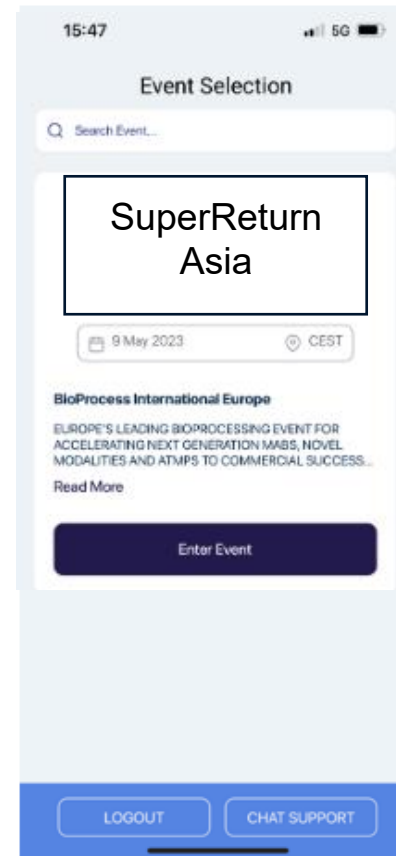 15:47
5G
Event Selection
Search Event...
SuperReturn
Asia
9 May 2023
CEST
BioProcess International Europe
EUROPE'S LEADING BIOPROCESSING EVENT FOR
ACCELERATING NEXT GENERATION MABS, NOVEL
MODALITIES AND ATMPS TO COMMERCIAL SUCCESS...
Read More
Enter Event
LOGOUT
CHAT SUPPORT